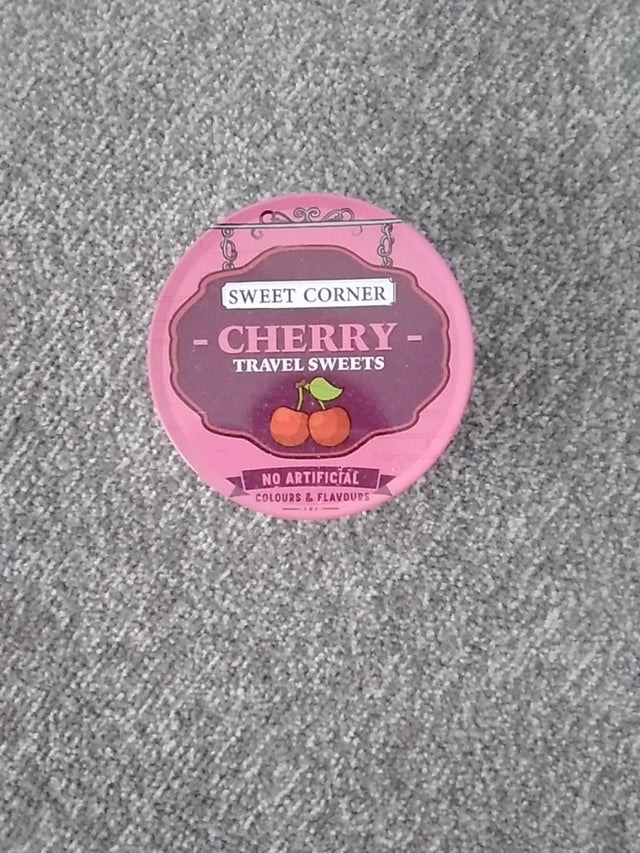 SWEET CORNER
- CHERRY -
TRAVEL SWEETS
NO ARTIFICIAL
COLOURS & FLAVOURS